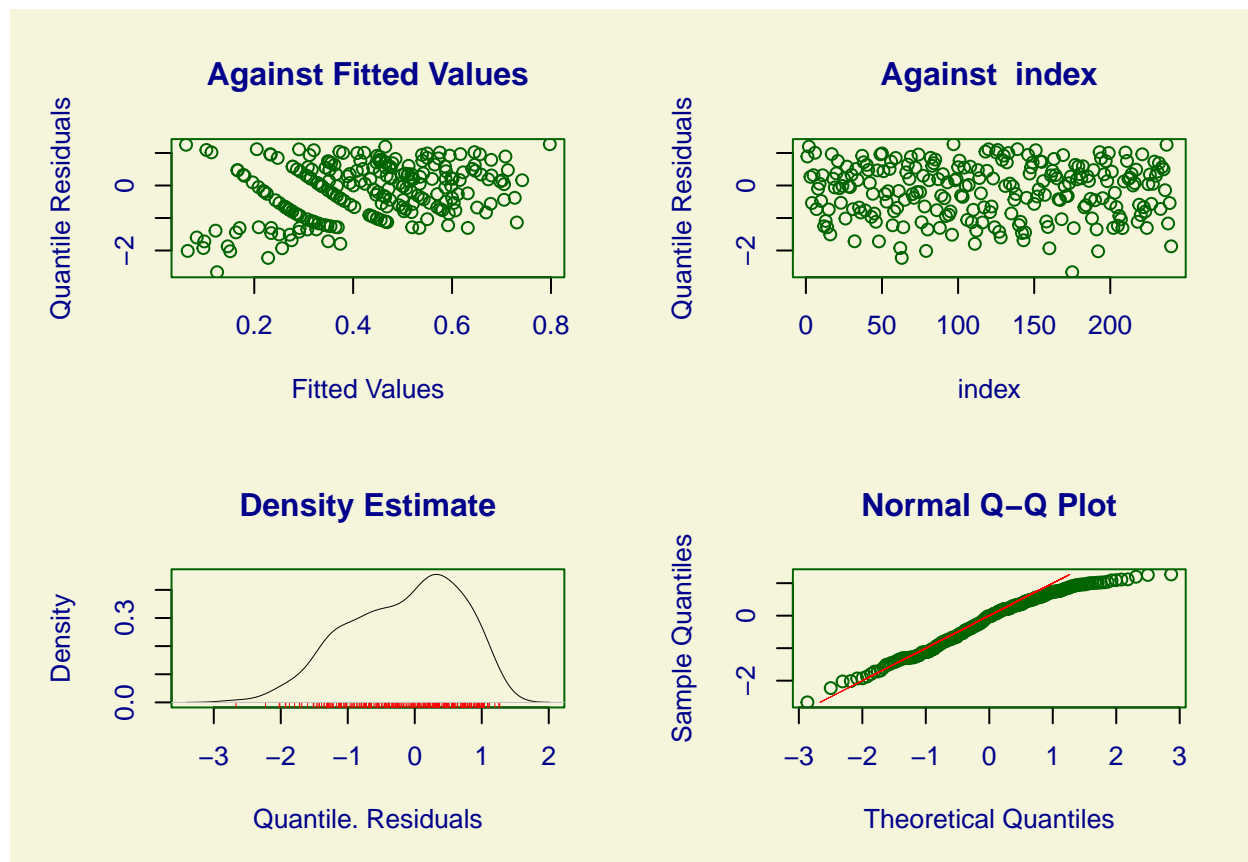 Against Fitted Values
Quantile Residuals
0
−2
0.2 0.4 0.6 0.8
Fitted Values
Against  index
Quantile Residuals
0
−2
0 50 100 150 200
index
Density Estimate
Density
0.3
0.0
−3 −2 −1 0 1 2
Quantile. Residuals
Normal Q−Q Plot
Sample Quantiles
0
−2
−3 −2 −1 0 1 2 3
Theoretical Quantiles